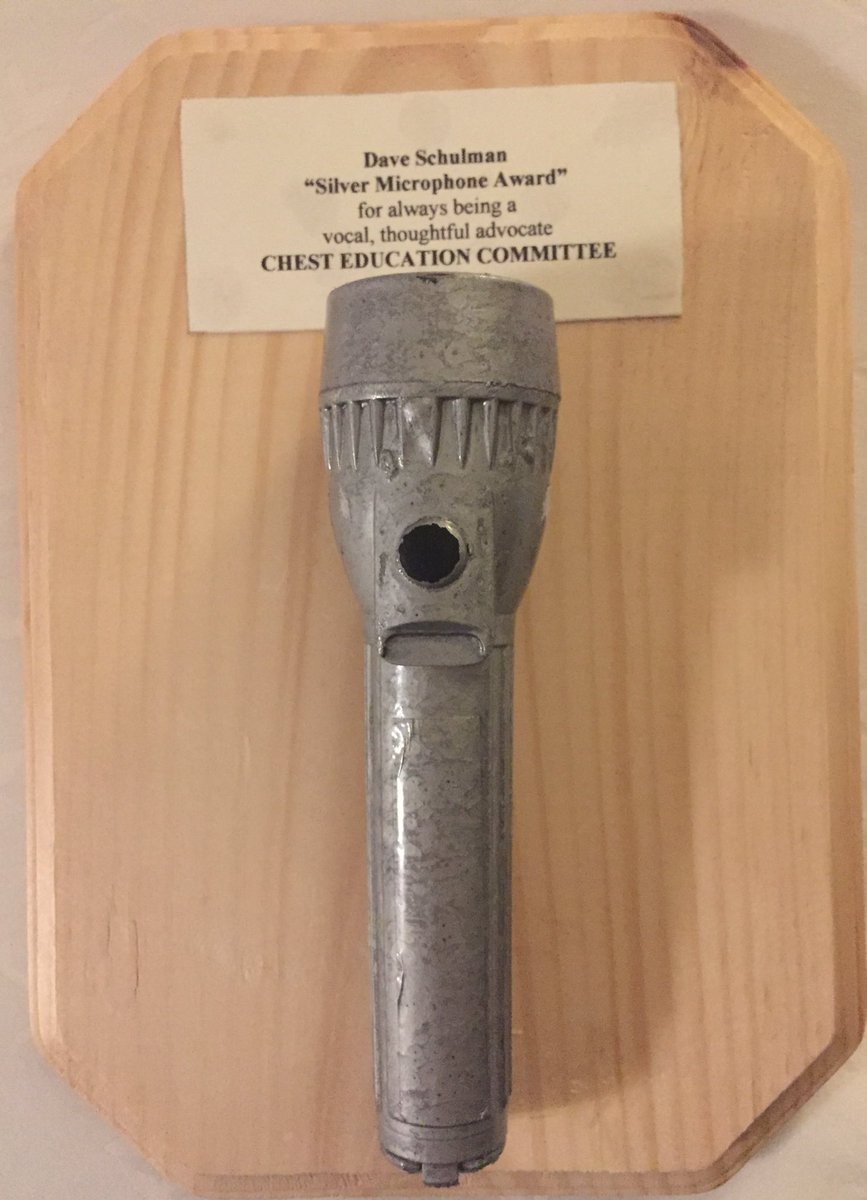 Dave Schulman
“Silver Microphone Award”
for always being a
vocal, thoughtful advocate
CHEST EDUCATION COMMITTEE